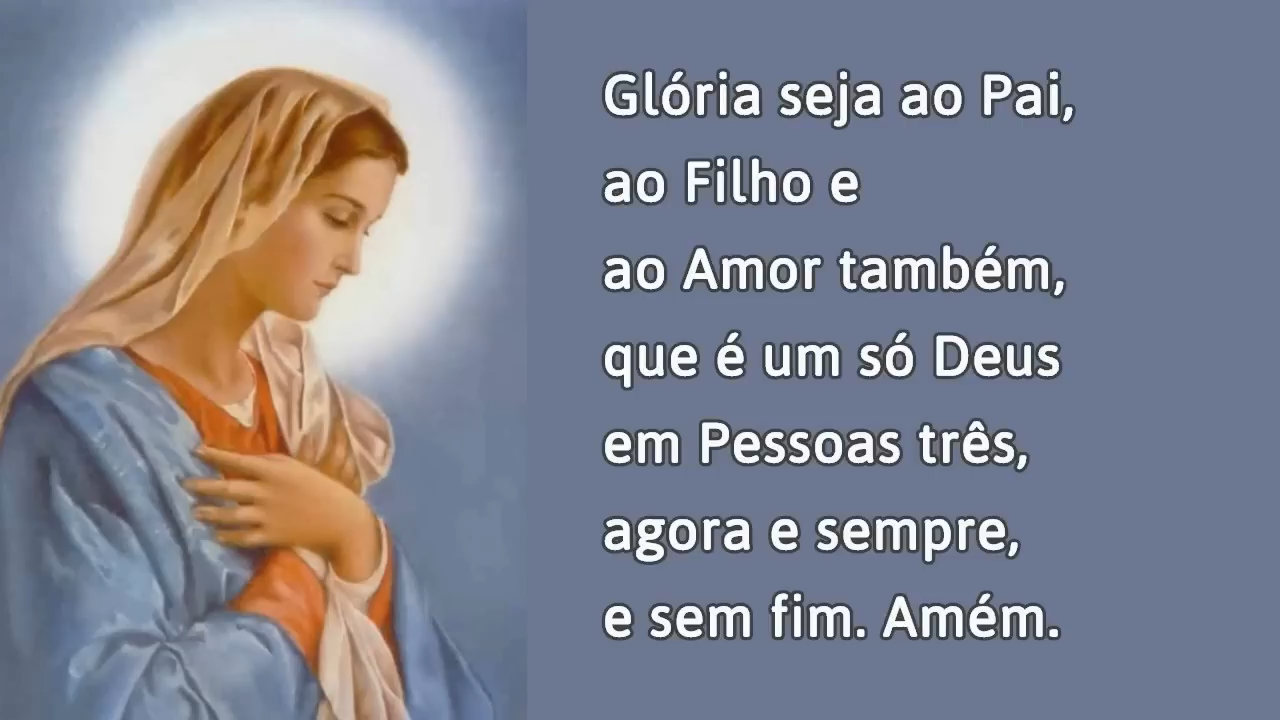 Glória seja ao Pai,
ao Filho e
ao Amor também,
que é um só Deus
em Pessoas três,
agora e sempre,
e sem fim. Amém.